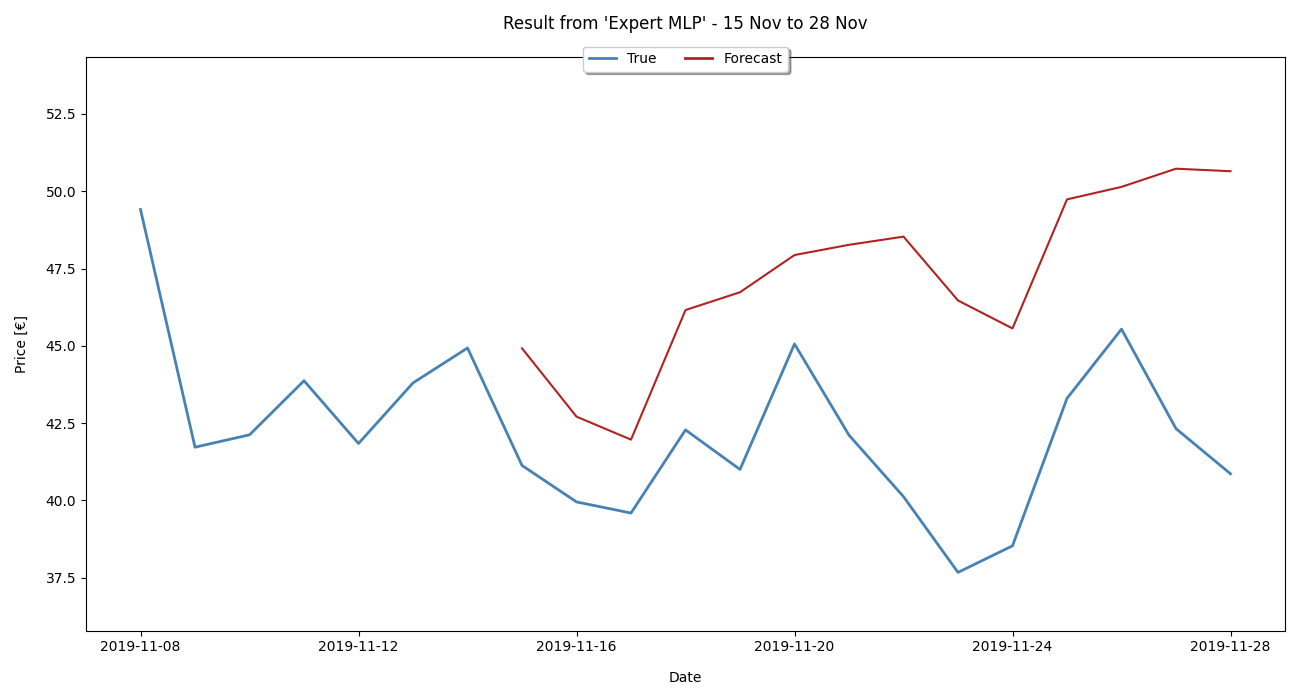 Result from 'Expert MLP' - 15 Nov to 28 Nov
True Forecast
52.5
50.0
47.5
45.0
42.5
40.0
37.5
Price [€]
2019-11-08 2019-11-12 2019-11-16 2019-11-20 2019-11-24 2019-11-28
Date